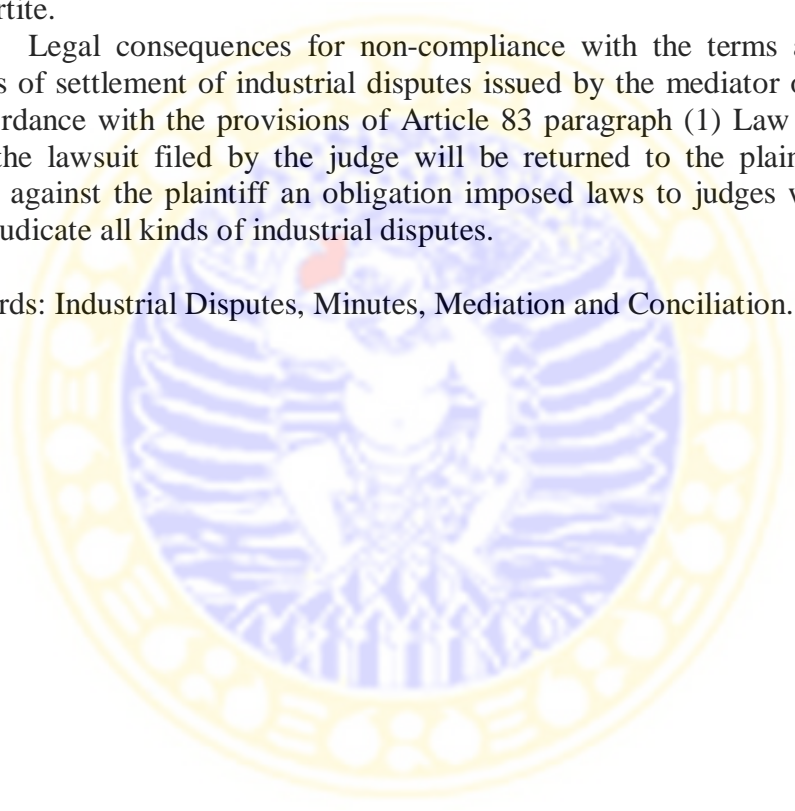 rtite.
Legal consequences for non-compliance with the terms a
s of settlement of industrial disputes issued by the mediator o
rdance with the provisions of Article 83 paragraph (1) Law
the lawsuit filed by the judge will be returned to the plain
against the plaintiff an obligation imposed laws to judges w
udicate all kinds of industrial disputes.
rds: Industrial Disputes, Minutes, Mediation and Conciliation.